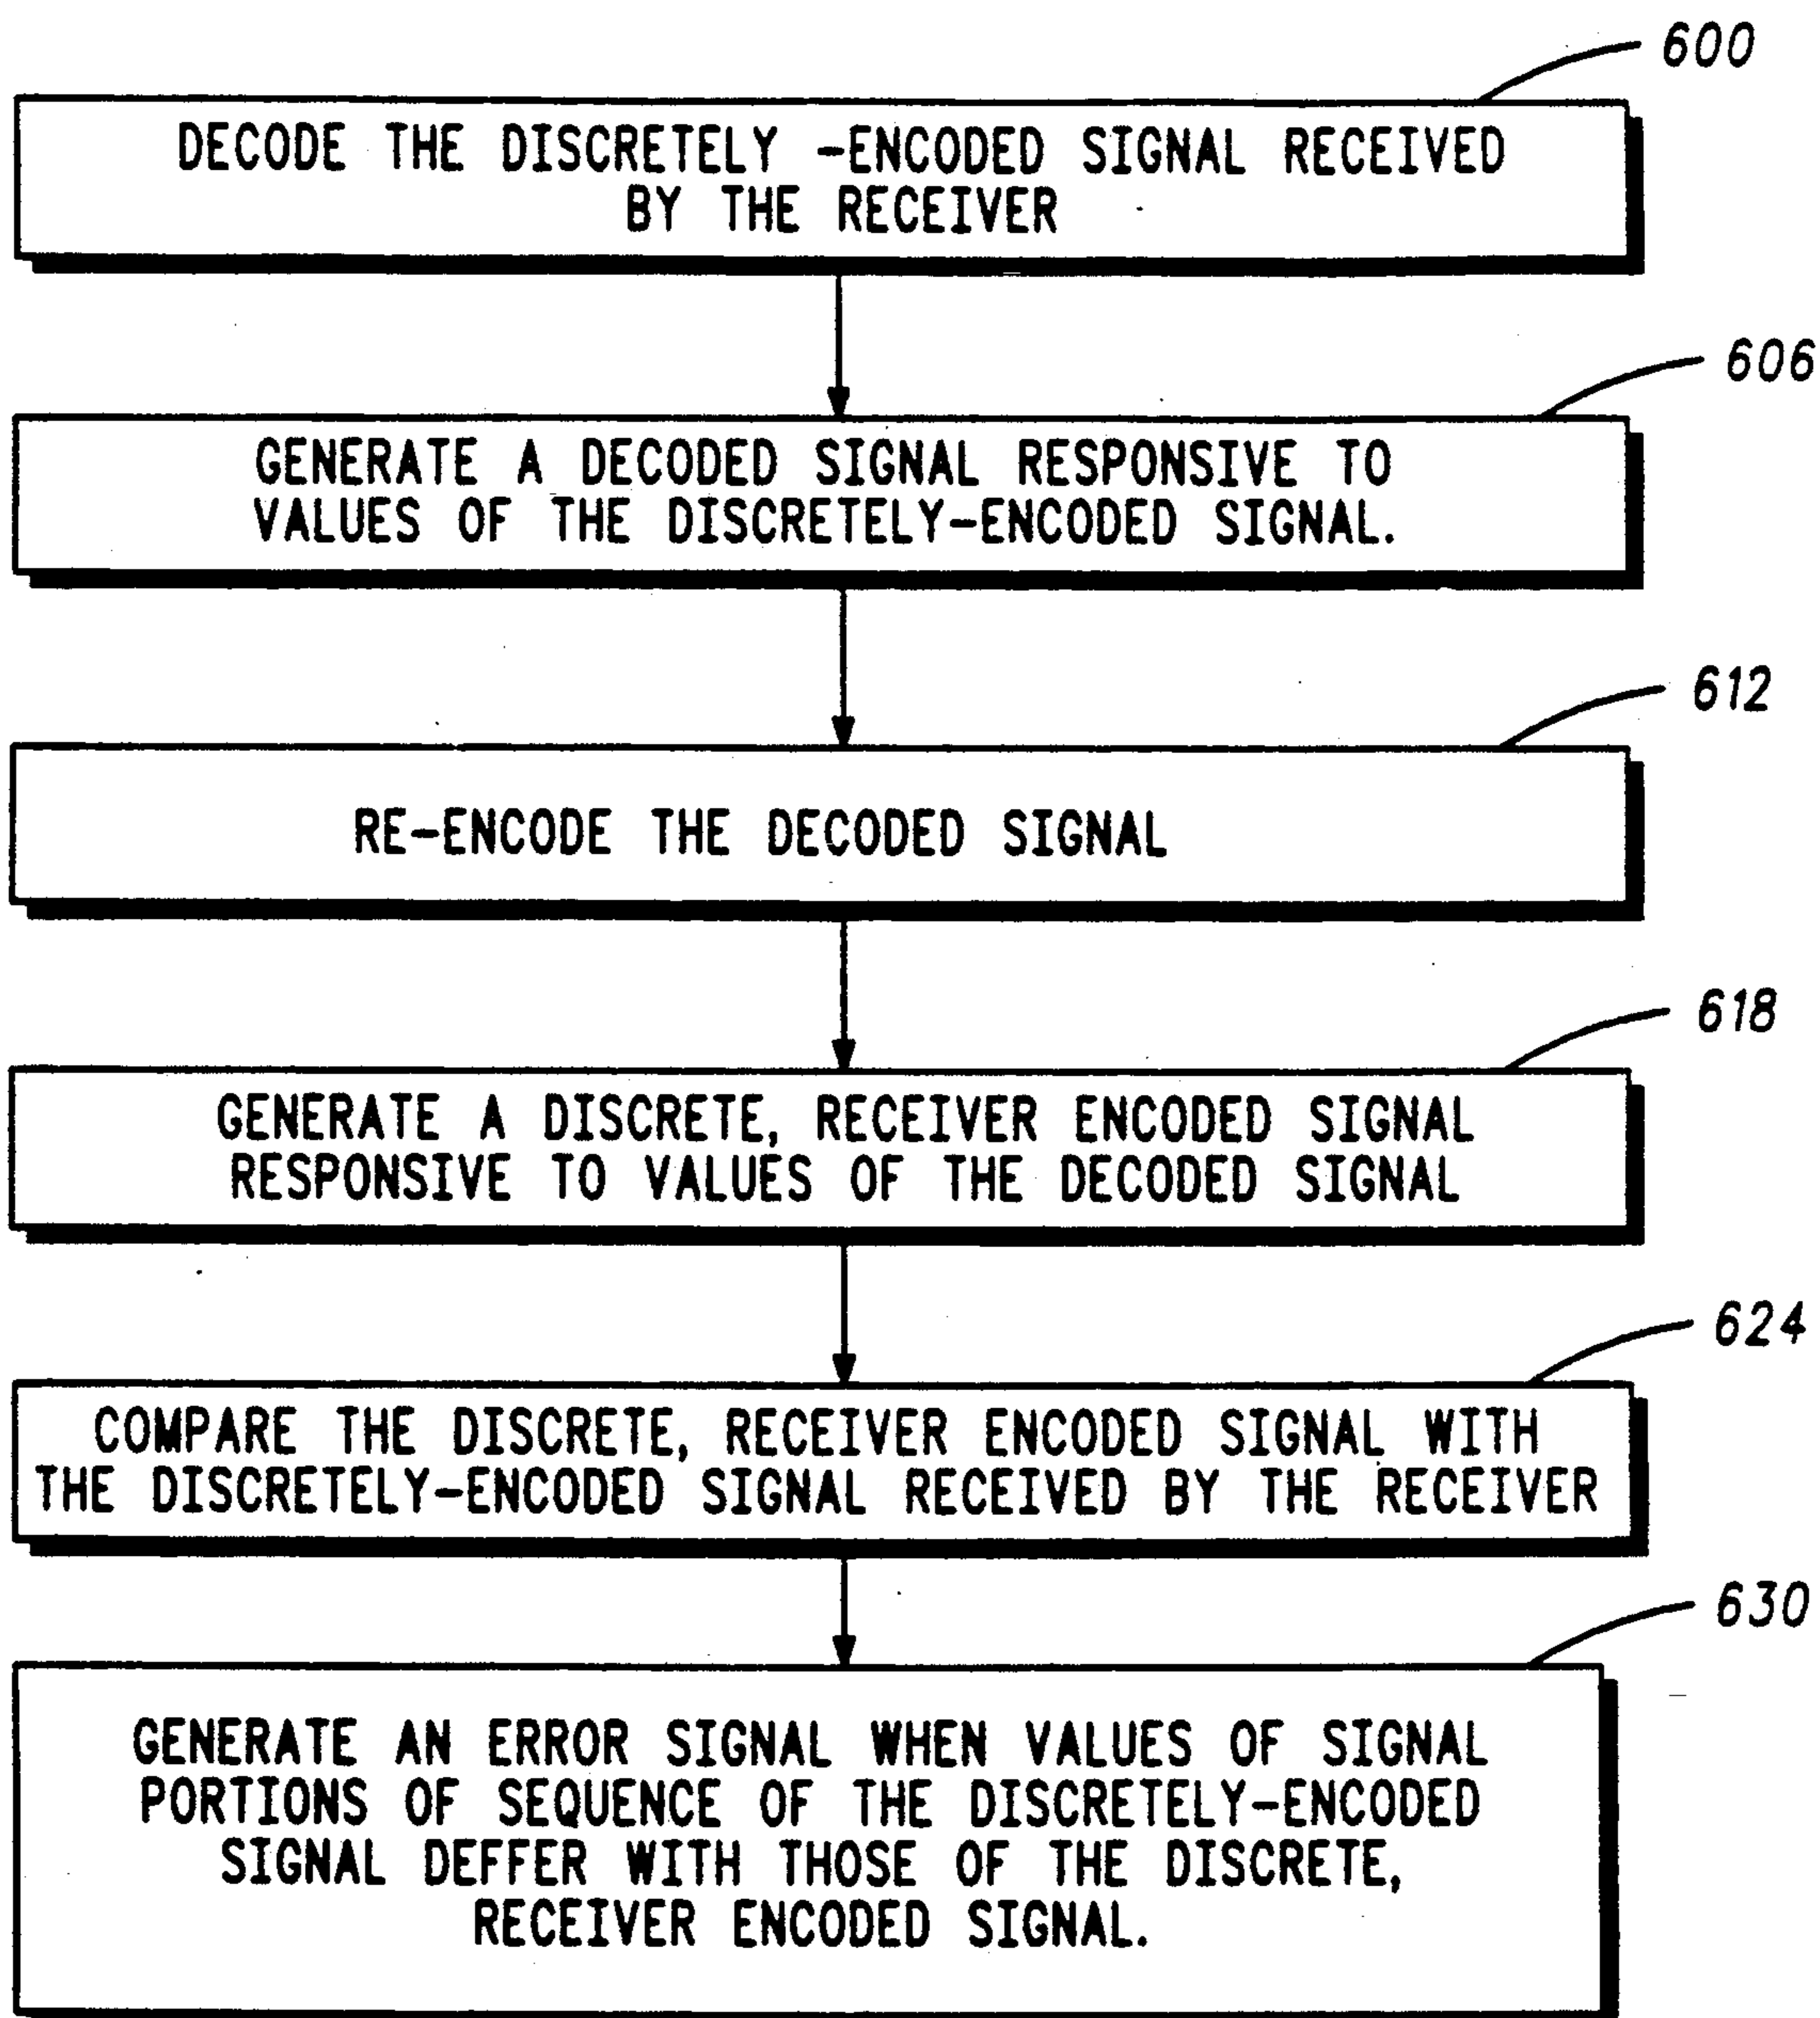 600
DECODE THE DISCRETELY -ENCODED SIGNAL RECEIVED
BY THE RECEIVER
606
GENERATE A DECODED SIGNAL RESPONSIVE TO
VALUES OF THE DISCRETELY-ENCODED SIGNAL.
612
RE-ENCODE THE DECODED SIGNAL
618
GENERATE A DISCRETE, RECEIVER ENCODED SIGNAL
RESPONSIVE TO VALUES OF THE DECODED SIGNAL
624
COMPARE THE DISCRETE, RECEIVER ENCODED SIGNAL WITH
THE DISCRETELY-ENCODED SIGNAL RECEIVED BY THE RECEIVER
630
GENERATE AN ERROR SIGNAL WHEN VALUES OF SIGNAL
PORTIONS OF SEQUENCE OF THE DISCRETELY-ENCODED
SIGNAL DEFFER WITH THOSE OF THE DISCRETE,
RECEIVER ENCODED SIGNAL.